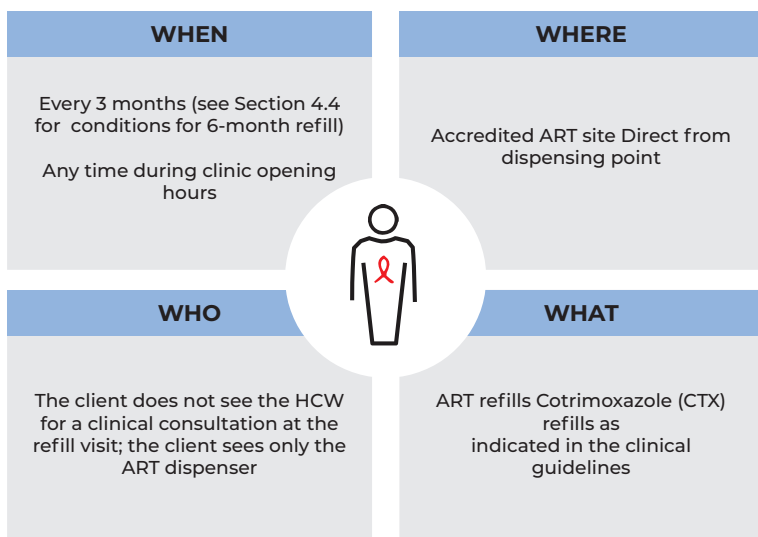 WHEN
Every 3 months (see Section 4.4
for conditions for 6-month refill)
Any time during clinic opening
hours
WHERE
Accredited ART site Direct from
dispensing point
WHO
The client does not see the HCW
for a clinical consultation at the
refill visit; the client sees only the
ART dispenser
WHAT
ART refills Cotrimoxazole (CTX)
refills as
indicated in the clinical
guidelines